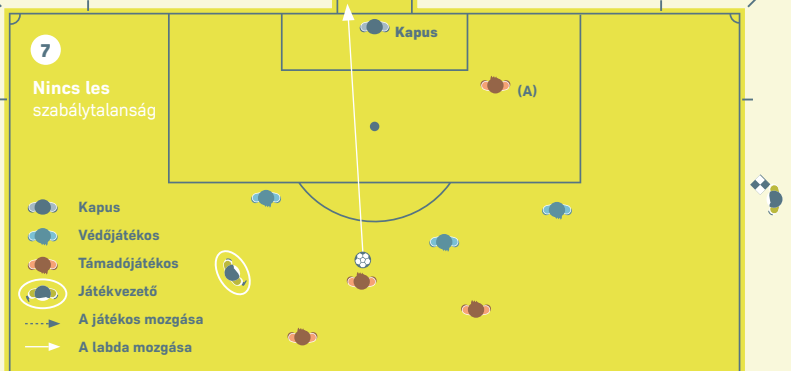 Kapus
7
(A)
Nincs les
szabálytalanság
Kapus
Védőjátékos
Támadójátékos
Játékvezető
A játékos mozgása
A labda mozgása